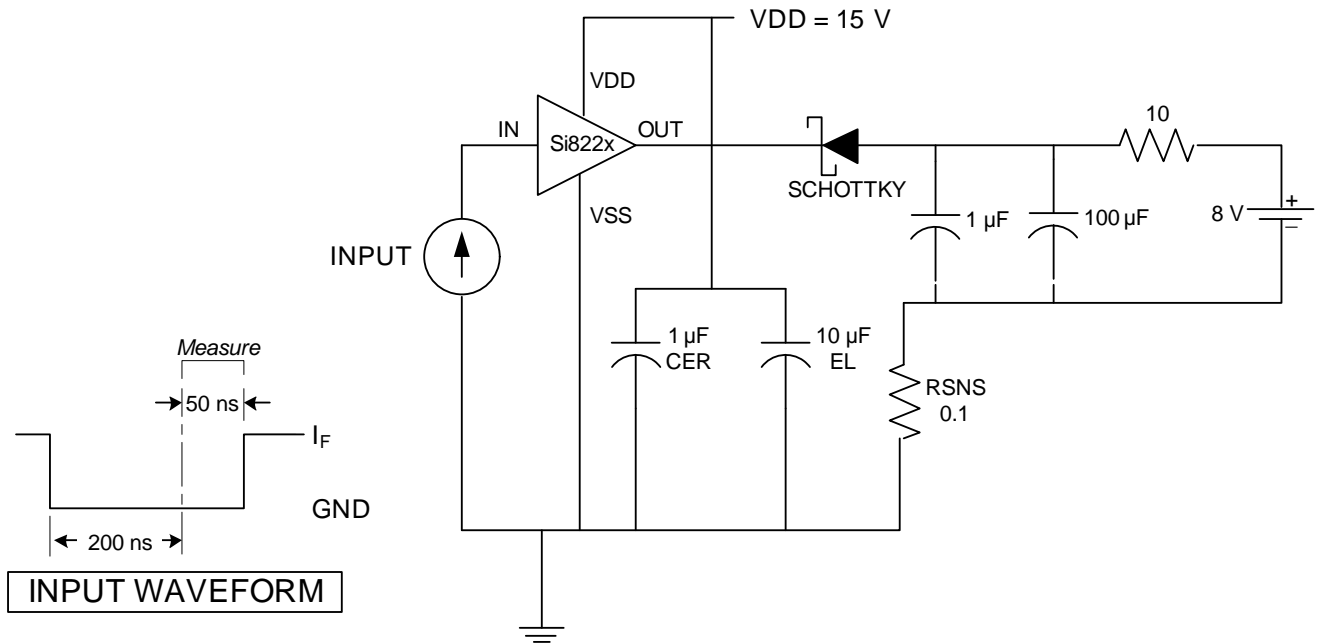 VDD = 15 V
VDD
10
IN
OUT
Si822x
SCHOTTKY
1 µF
100 µF
8 V
+
–
VSS
INPUT
1 µF
CER
10 µF
EL
RSNS
0.1
Measure
50 ns
IF
GND
200 ns
INPUT WAVEFORM